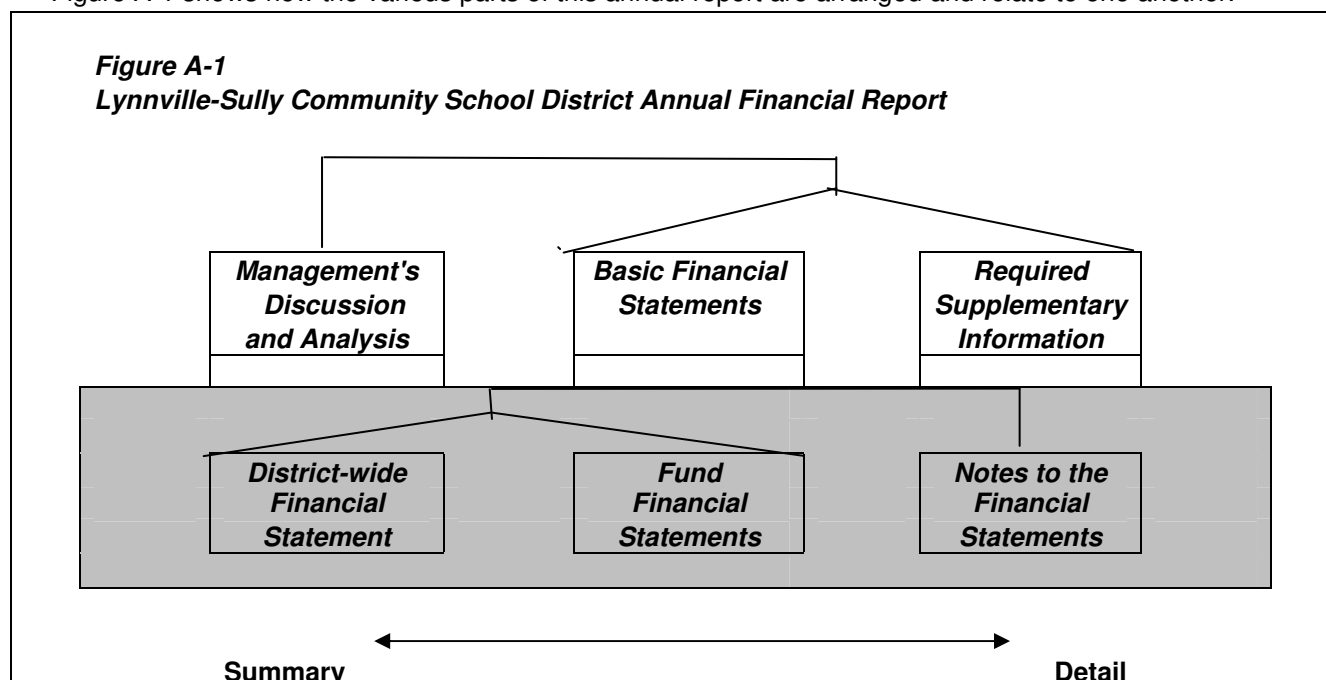 Figure A-1 shows how the various parts of this annual report are arranged and relate to one another.
Figure A-1
Lynnville-Sully Community School District Annual Financial Report
Management's
Discussion
and Analysis
Basic Financial
Statements
Required
Supplementary
Information
District-wide
Financial
Statement
Fund
Financial
Statements
Notes to the
Financial
Statements
Summary
Detail